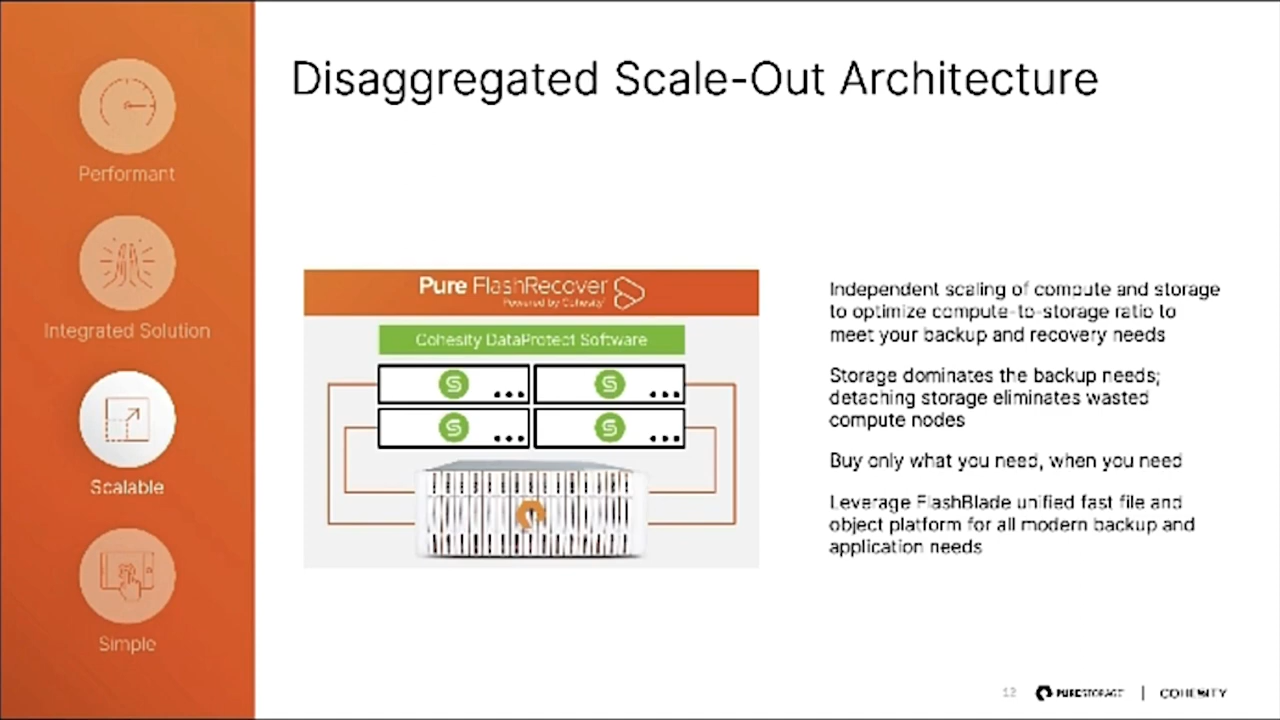 Disaggregated Scale-Out Architecture
Performant
Integrated Solution
Scalable
Simple
Pure FlashRecover
Powered by Cohesity
Cohesity DataProtect Software
Independent scaling of compute and storage
to optimize compute-to-storage ratio to
meet your backup and recovery needs
Storage dominates the backup needs;
detaching storage eliminates wasted
compute nodes
Buy only what you need, when you need
Leverage FlashBlade unified fast file and
object platform for all modern backup and
application needs
12
PURESTORAGE
COHESITY